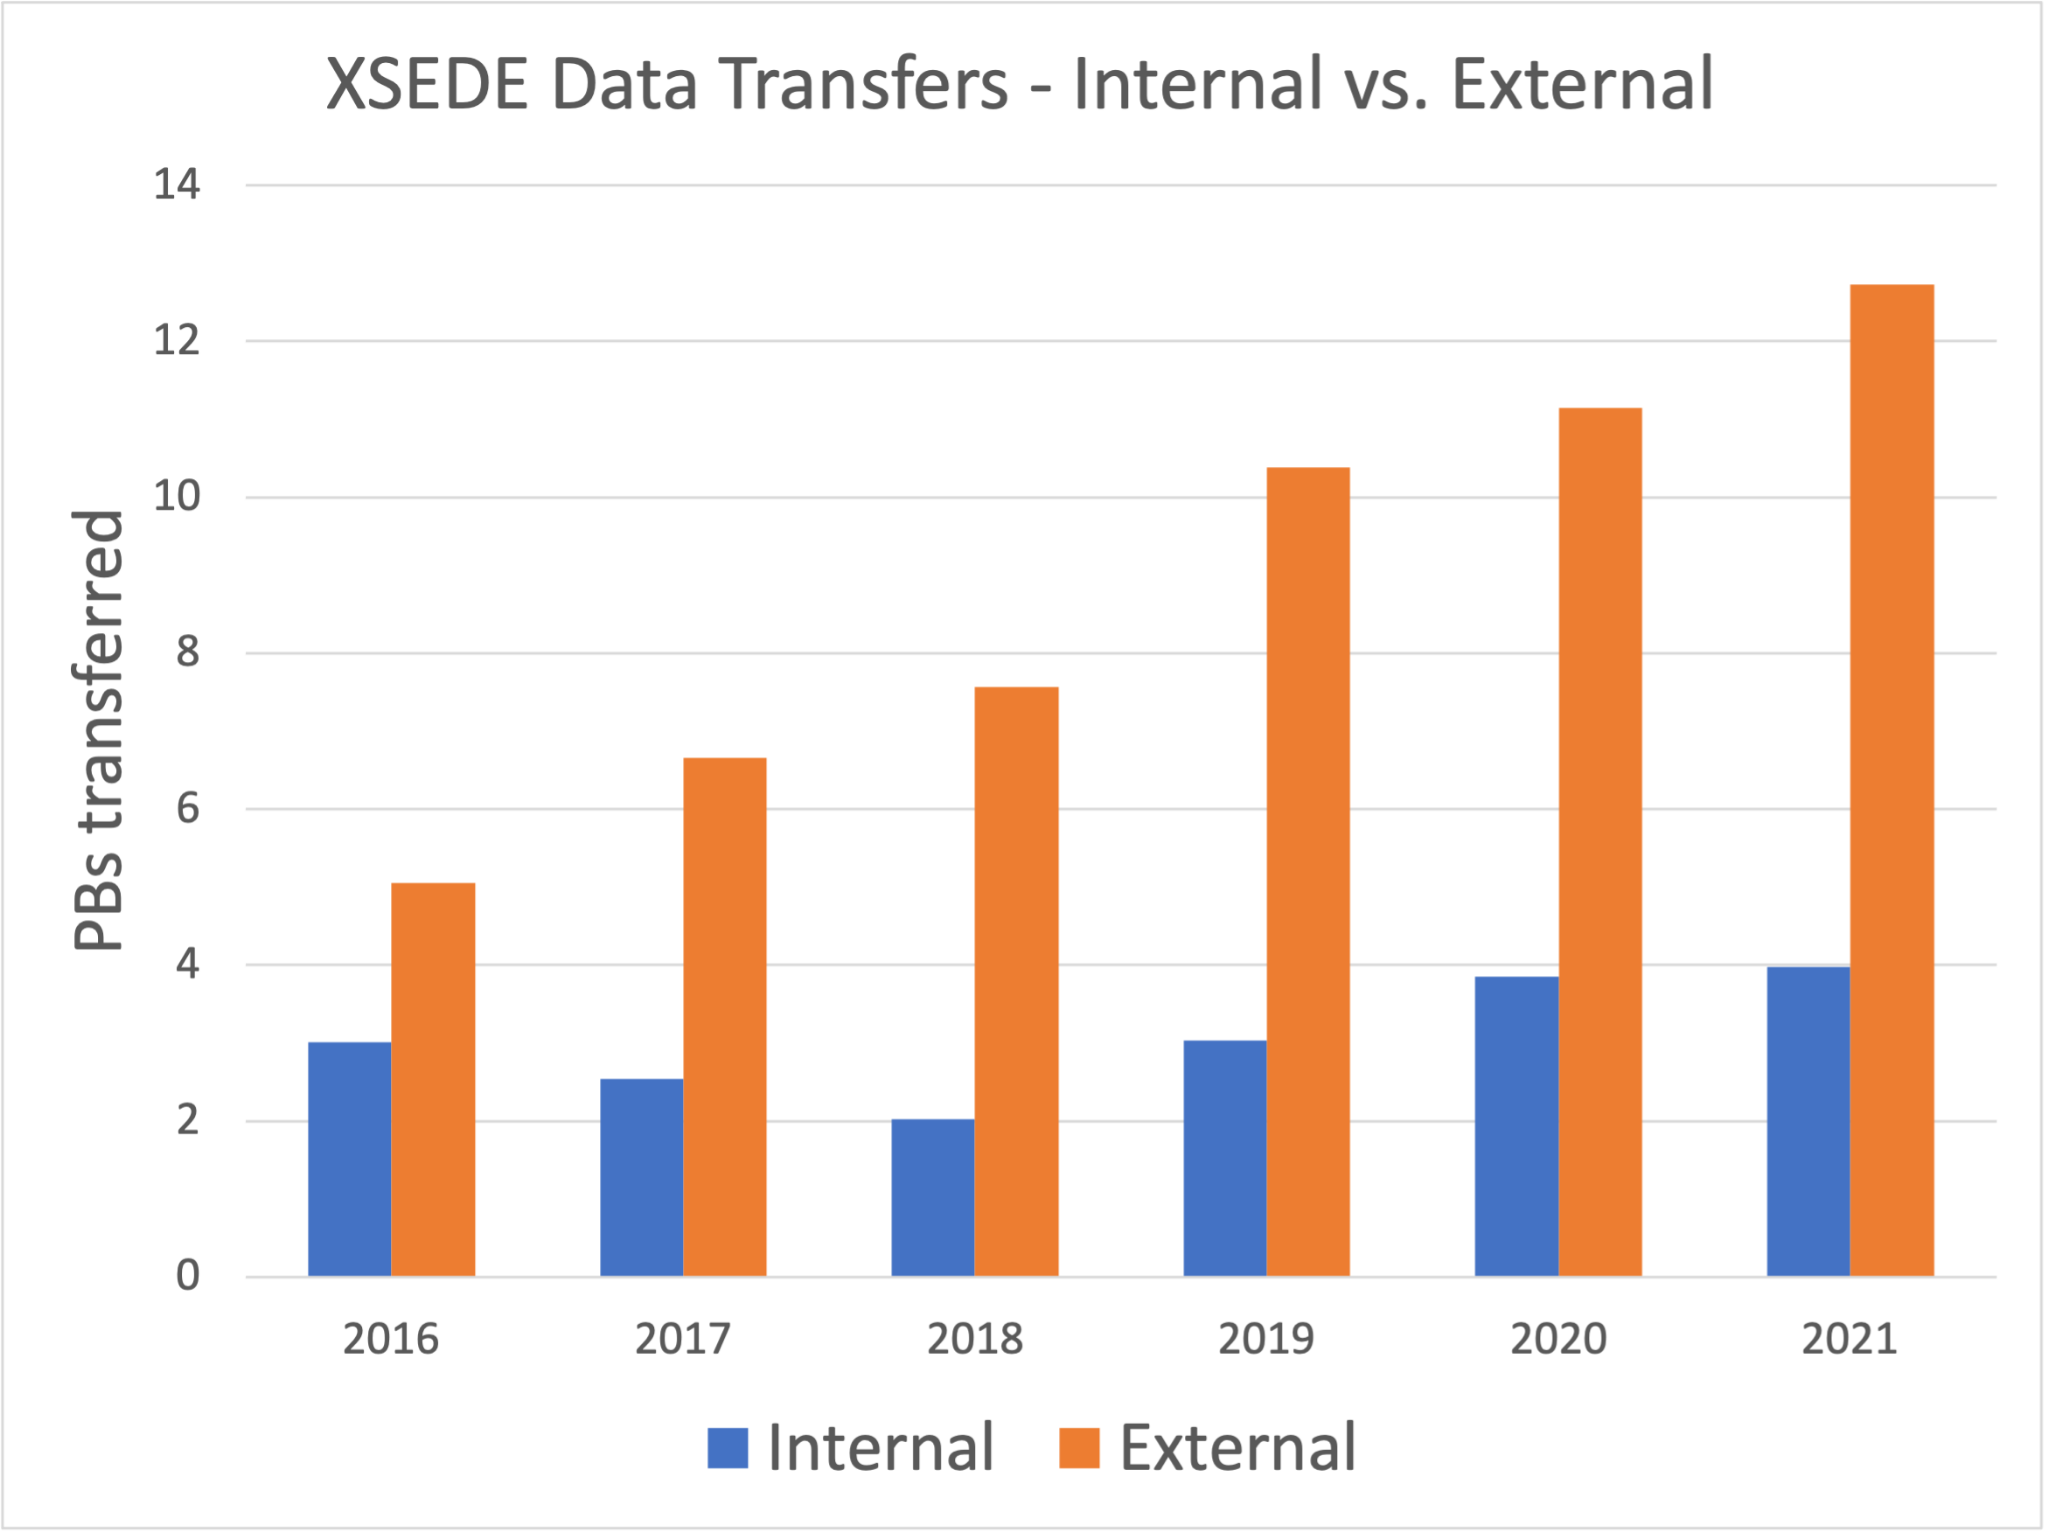 XSEDE Data Transfers - Internal vs. External
14
12
10
8
6
4
2
0
PBs transferred
2016 2017 2018 2019 2020 2021
Internal External